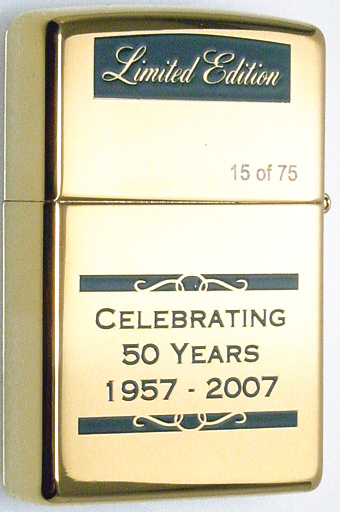 Limited Edition
15 of 75
CELEBRATING
50 YEARS
1957 - 2007